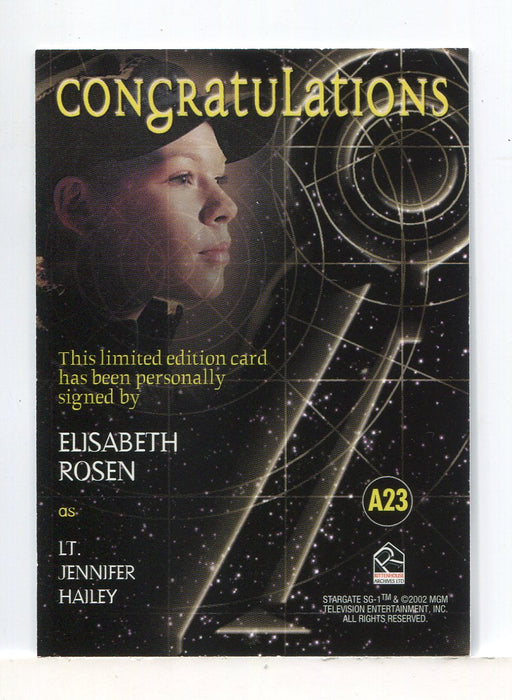 CONGRATULATIONS
This limited edition card
has been personally
signed by
ELISABETH
ROSEN
as
LT.
JENNIFER
HAILEY
A23
RITTENHOUSE
ARCHIVES LTD
STARGATE SG-1™ & ©2002 MGM
TELEVISION ENTERTAINMENT, INC.
ALL RIGHTS RESERVED.